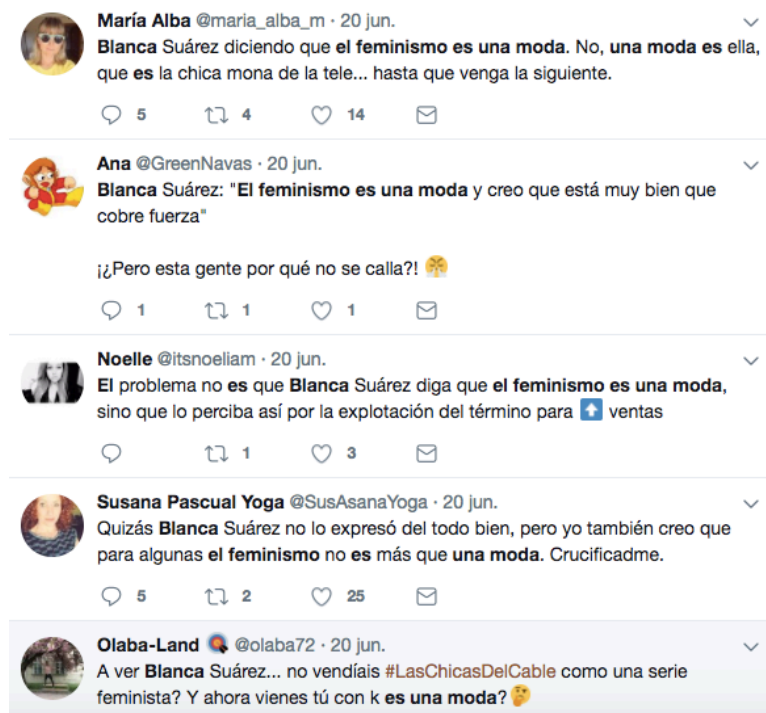 María Alba @maria_alba_m · 20 jun.
Blanca Suárez diciendo que el feminismo es una moda. No, una moda es ella,
que es la chica mona de la tele... hasta que venga la siguiente.
5 4 14
Ana @GreenNavas · 20 jun.
Blanca Suárez: "El feminismo es una moda y creo que está muy bien que
cobre fuerza"
¡¿Pero esta gente por qué no se calla?! 😤
1 1 1
Noelle @itsnoeliam · 20 jun.
El problema no es que Blanca Suárez diga que el feminismo es una moda,
sino que lo perciba así por la explotación del término para ⬆️ ventas
1 3
Susana Pascual Yoga @SusAsanaYoga · 20 jun.
Quizás Blanca Suárez no lo expresó del todo bien, pero yo también creo que
para algunas el feminismo no es más que una moda. Crucificadme.
5 2 25
Olaba-Land @olaba72 · 20 jun.
A ver Blanca Suárez... no vendíais #LasChicasDelCable como una serie
feminista? Y ahora vienes tú con k es una moda? 🤔